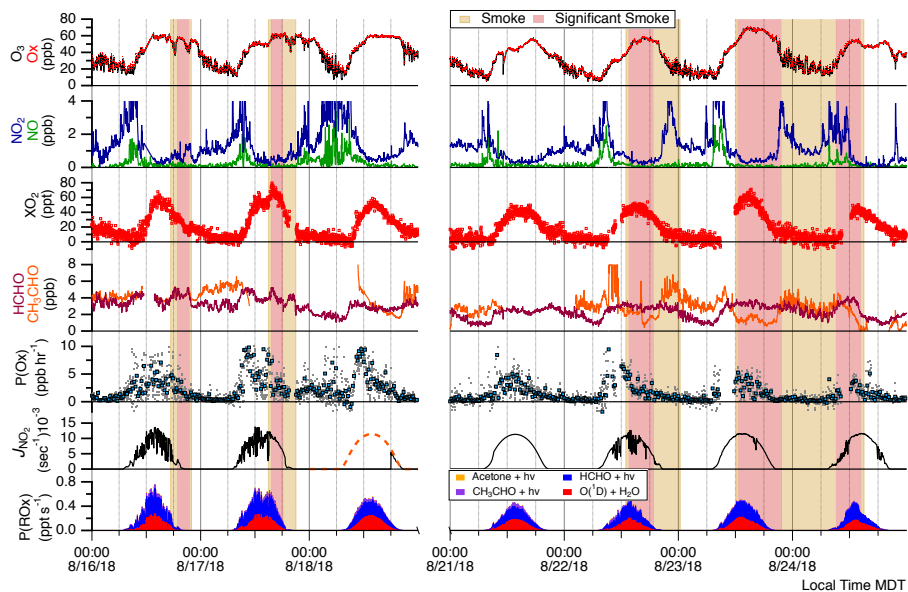 Smoke Significant Smoke
O3
Ox
(ppb)
80
60
40
20
0
NO2 NO
(ppb)
4
2
0
XO2
(ppt)
80
60
40
20
0
HCHO
CH3CHO
(ppb)
8
6
4
2
0
P(Ox)
(ppb hr-1)
10
5
0
JNO2
(sec-1)10-3
15
10
5
0
Acetone + hv HCHO + hv
CH3CHO + hv O(1D) + H2O
P(ROx)
(ppt s-1)
0.8
0.4
0.0
00:00 00:00 00:00 00:00 00:00 00:00 00:00
8/16/18 8/17/18 8/18/18 8/21/18 8/22/18 8/23/18 8/24/18
Local Time MDT